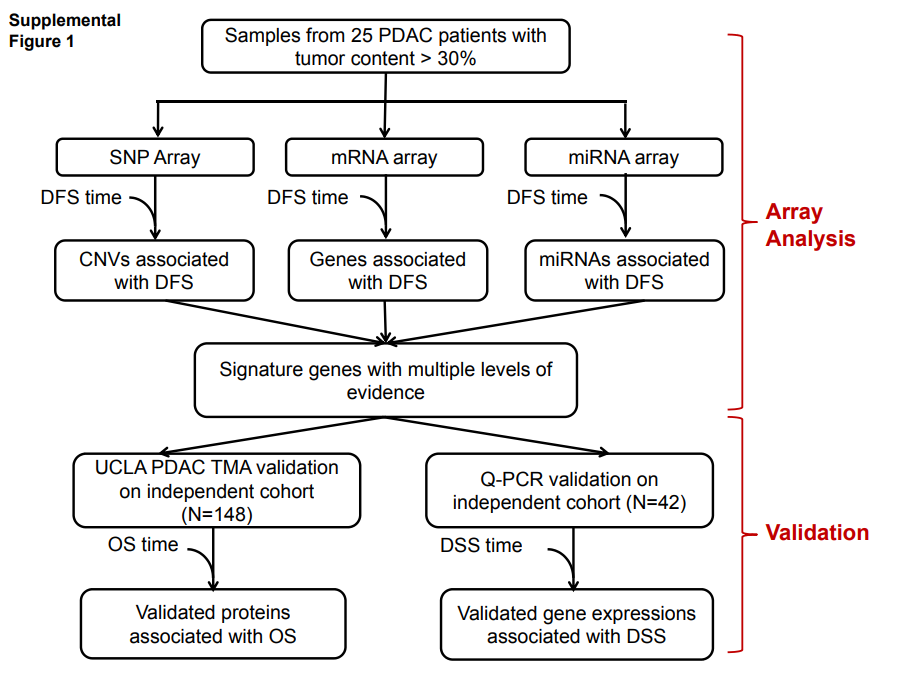 Supplemental
Figure 1
Samples from 25 PDAC patients with
tumor content > 30%
SNP Array
mRNA array
miRNA array
DFS time
DFS time
DFS time
CNVs associated
with DFS
Genes associated
with DFS
miRNAs associated
with DFS
Array
Analysis
Signature genes with multiple levels of
evidence
UCLA PDAC TMA validation
on independent cohort
(N=148)
Q-PCR validation on
independent cohort (N=42)
OS time
DSS time
Validation
Validated proteins
associated with OS
Validated gene expressions
associated with DSS